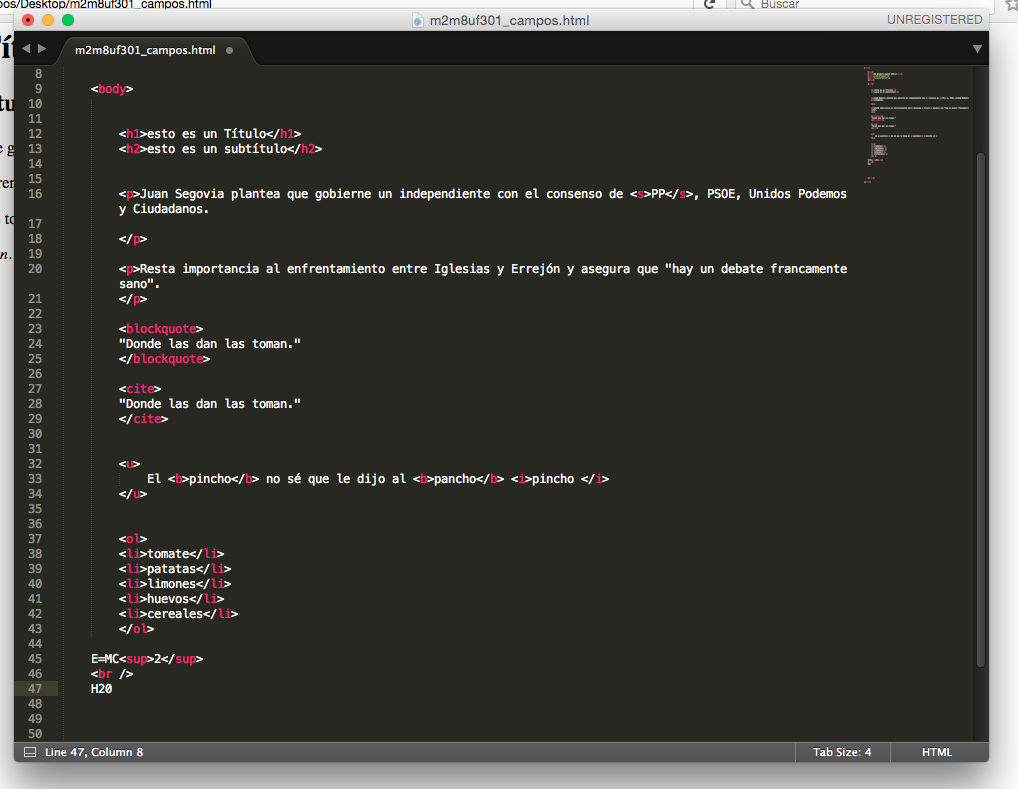 oos/Desktop/m2m8uf301_campos.html
Buscar
m2m8uf301_campos.html
UNREGISTERED
m2m8uf301_campos.html
8
9 <body>
10
11
12 <h1>esto es un Título</h1>
13 <h2>esto es un subtítulo</h2>
14
15
16 <p>Juan Segovia plantea que gobierne un independiente con el consenso de <s>PP</s>, PSOE, Unidos Podemos
y Ciudadanos.
17
18 </p>
19
20 <p>Resta importancia al enfrentamiento entre Iglesias y Errejón y asegura que "hay un debate francamente
sano".
21 </p>
22
23 <blockquote>
24 "Donde las dan las toman."
25 </blockquote>
26
27 <cite>
28 "Donde las dan las toman."
29 </cite>
30
31
32 <u>
33 El <b>pincho</b> no sé que le dijo al <b>pancho</b> <i>pincho </i>
34 </u>
35
36
37 <ol>
38 <li>tomate</li>
39 <li>patatas</li>
40 <li>limones</li>
41 <li>huevos</li>
42 <li>cereales</li>
43 </ol>
44
45 E=MC<sup>2</sup>
46 <br />
47 H20
48
49
50
Line 47, Column 8
Tab Size: 4
HTML